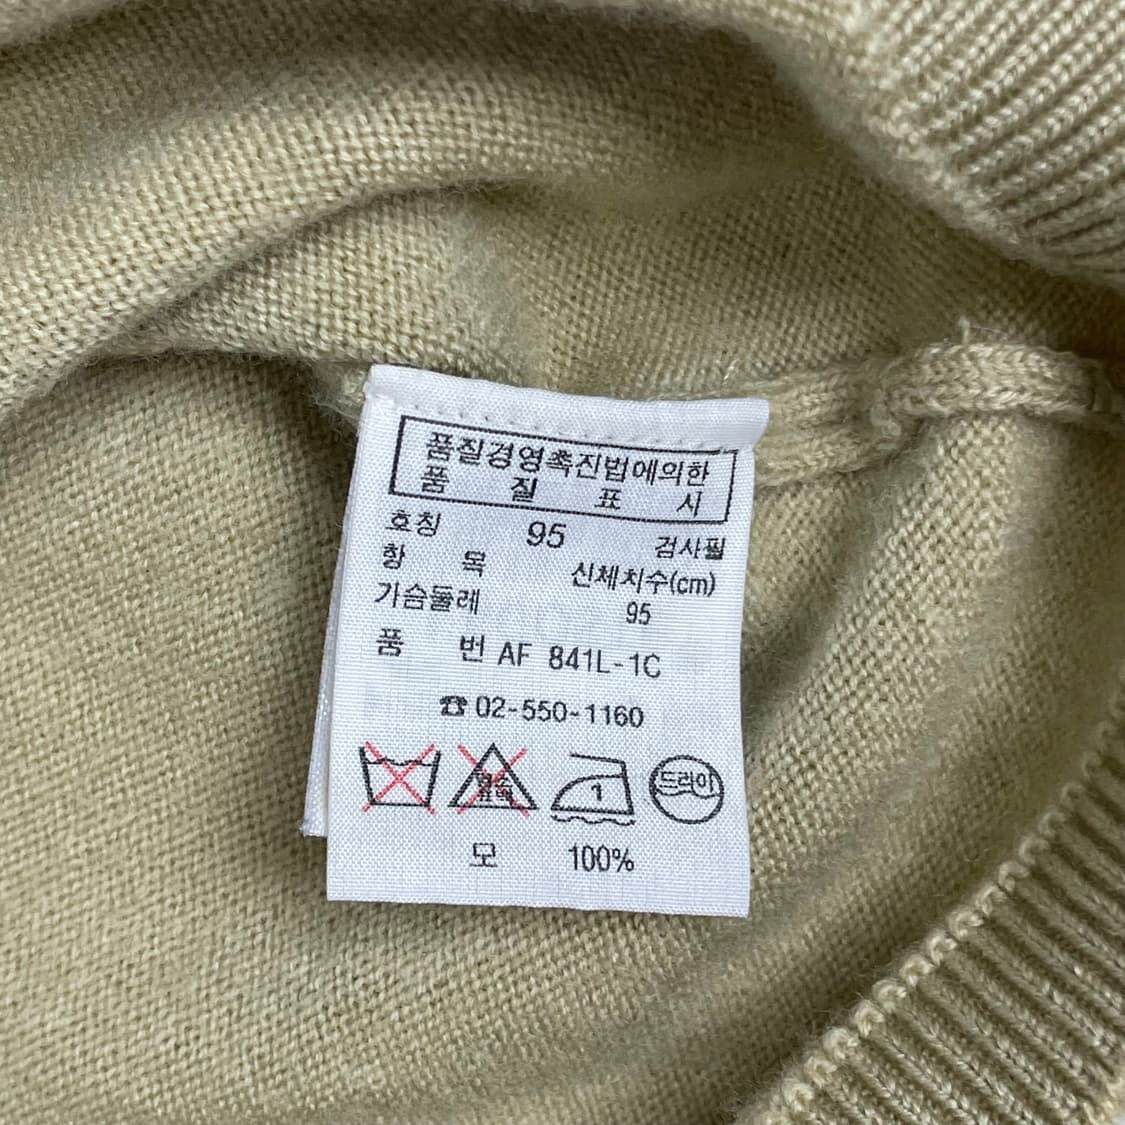 품질경영촉진법에의한
품 질 표 시
호칭 95 검사필
항 목 신체치수(cm)
가슴둘레 95
품 번 AF 841L-1C
☎ 02-550-1160
1 드라이
모 100%